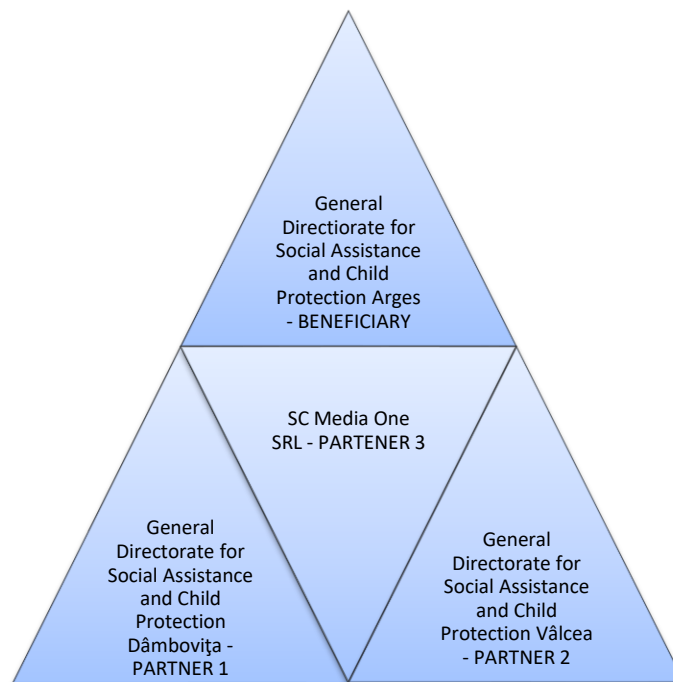 General
Directiorate for
Social Assistance
and Child
Protection Arges
- BENEFICIARY
SC Media One
SRL - PARTENER 3
General
Directorate for
Social Assistance
and Child
Protection
Dâmboviţa -
PARTNER 1
General
Directorate for
Social Assistance
and Child
Protection Vâlcea
- PARTNER 2